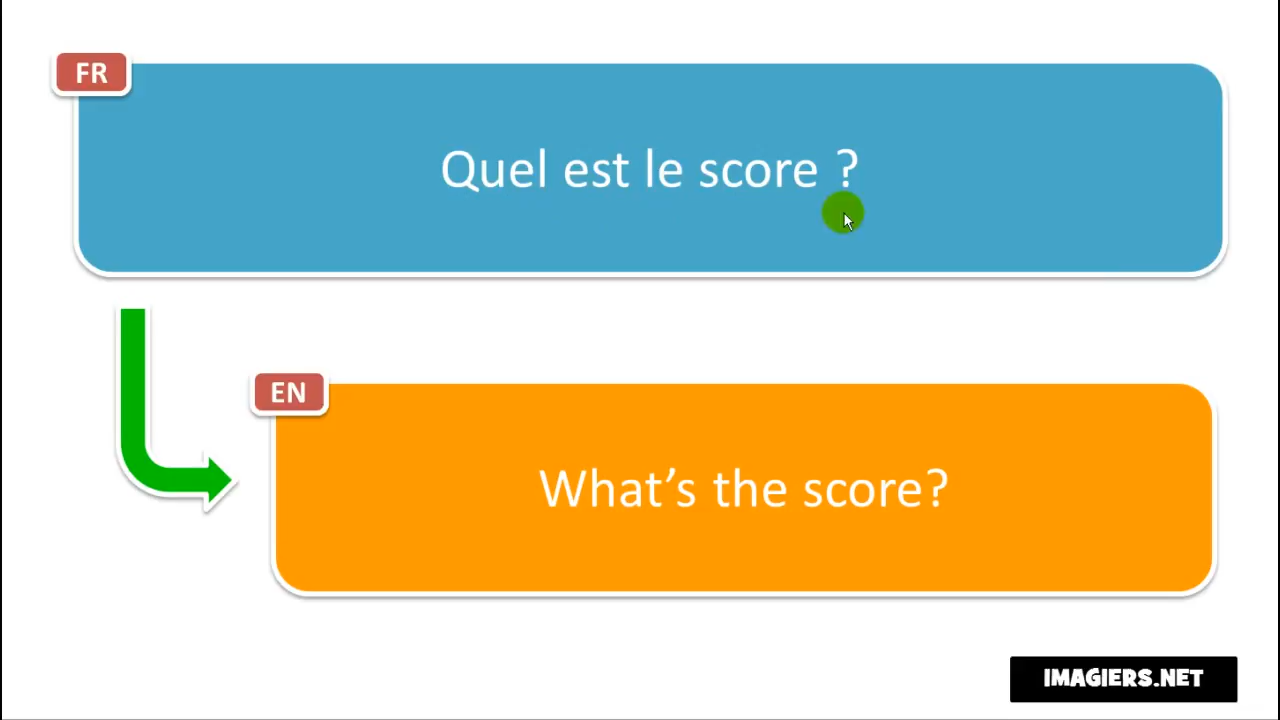 FR
Quel est le score ?
EN
What’s the score?
IMAGIERS.NET